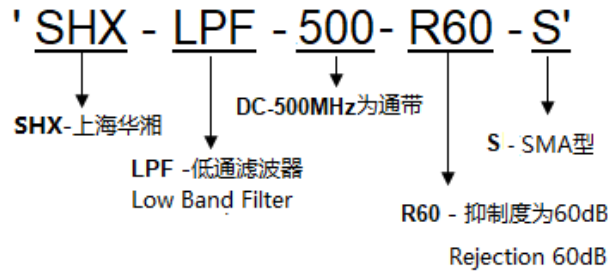 'SHX - LPF - 500 - R60 - S'
DC-500MHz为通带
SHX-上海华湘
S - SMA型
LPF - 低通滤波器
Low Band Filter
R60 - 抑制度为60dB
Rejection 60dB